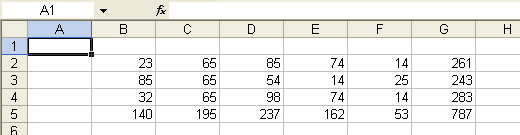 A1 fx
A B C D E F G H
1
2 23 65 85 74 14 261
3 85 65 54 14 25 243
4 32 65 98 74 14 283
5 140 195 237 162 53 787
6